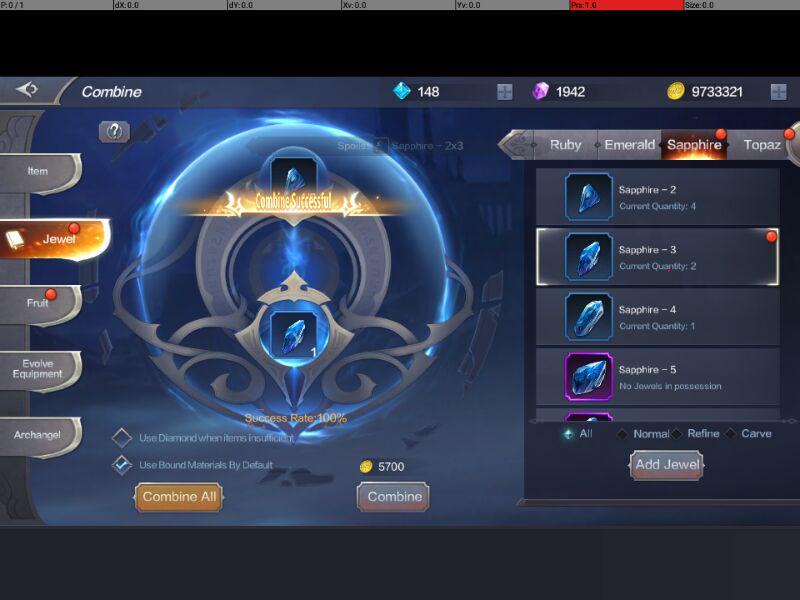 P: 0 / 1
dX: 0.0
dY: 0.0
Xv: 0.0
Yv: 0.0
Prs: 1.0
Size: 0.0
Combine
148
1942
9733321
Spoils: Sapphire - 2x3
Ruby
Emerald
Sapphire
Topaz
Item
Jewel
Fruit
Evolve
Equipment
Archangel
Combine Successful
1
Success Rate:100%
Use Diamond when items insufficient
Use Bound Materials By Default
5700
Combine All
Combine
Sapphire - 2
Current Quantity: 4
Sapphire - 3
Current Quantity: 2
Sapphire - 4
Current Quantity: 1
Sapphire - 5
No Jewels in possession
All
Normal
Refine
Carve
Add Jewel